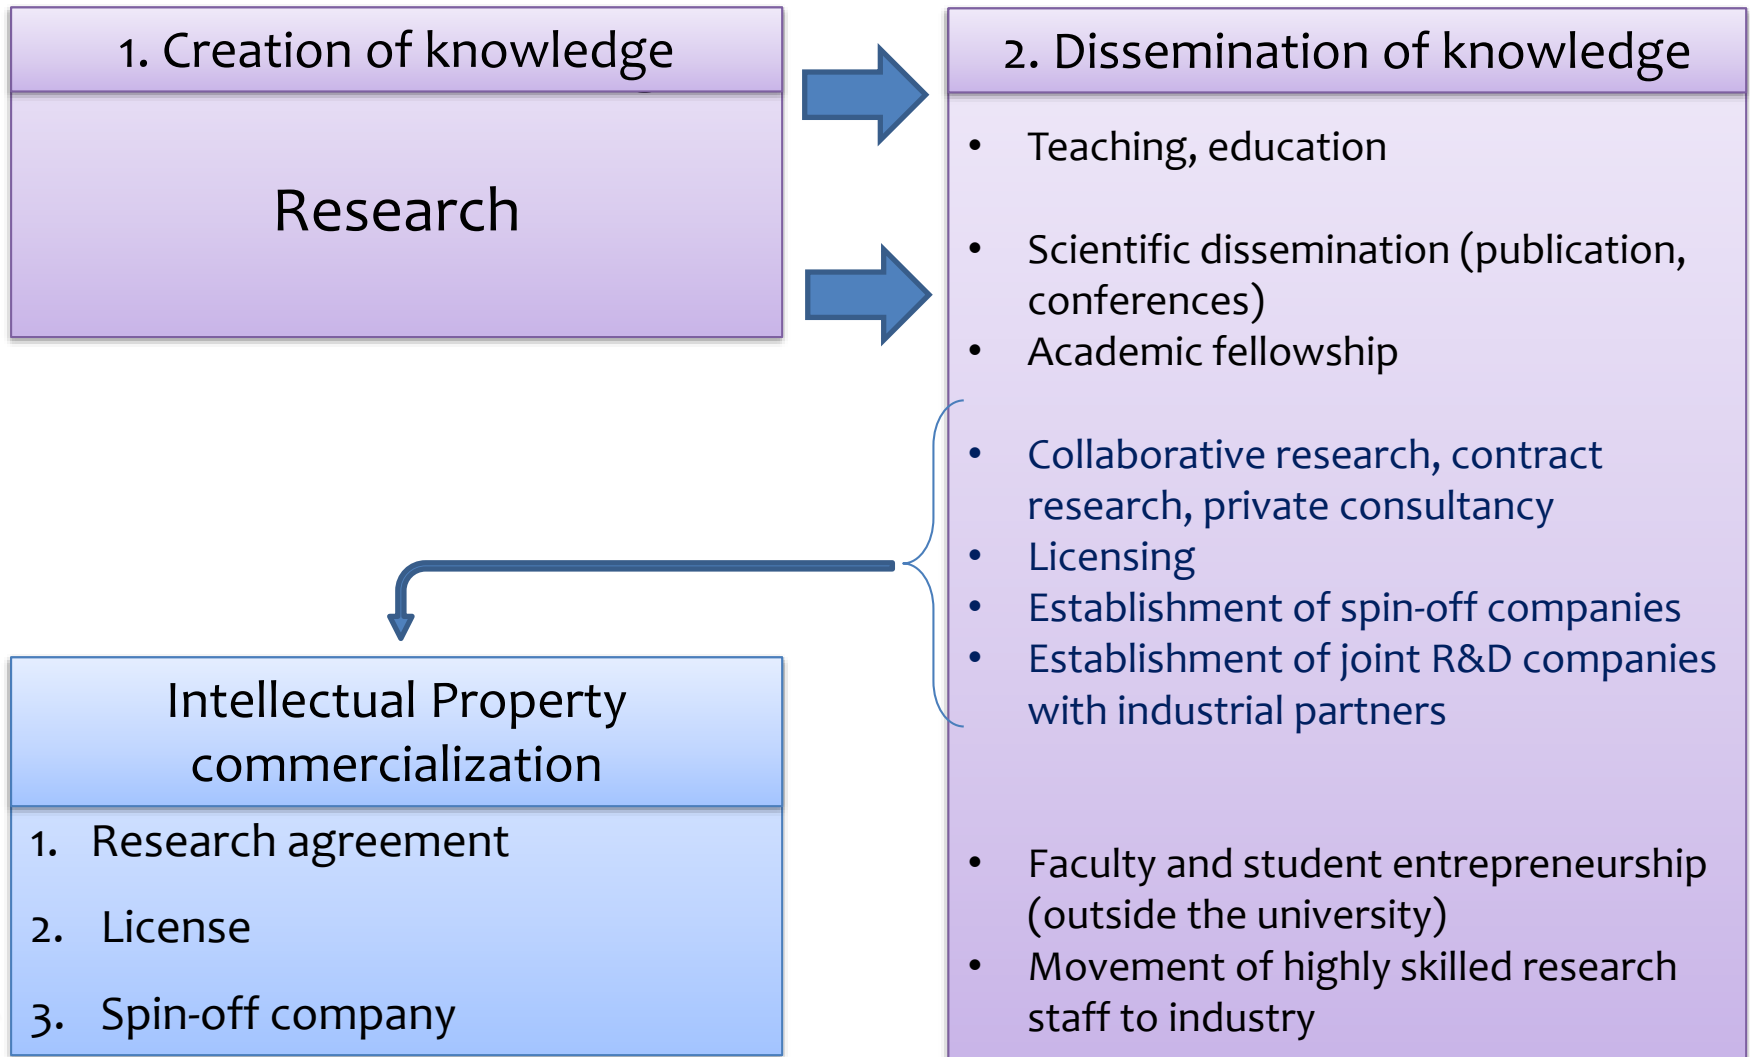 1. Creation of knowledge
Research
2. Dissemination of knowledge
• Teaching, education
• Scientific dissemination (publication,
conferences)
• Academic fellowship
• Collaborative research, contract
research, private consultancy
• Licensing
• Establishment of spin-off companies
• Establishment of joint R&D companies
with industrial partners
• Faculty and student entrepreneurship
(outside the university)
• Movement of highly skilled research
staff to industry
Intellectual Property
commercialization
1. Research agreement
2. License
3. Spin-off company